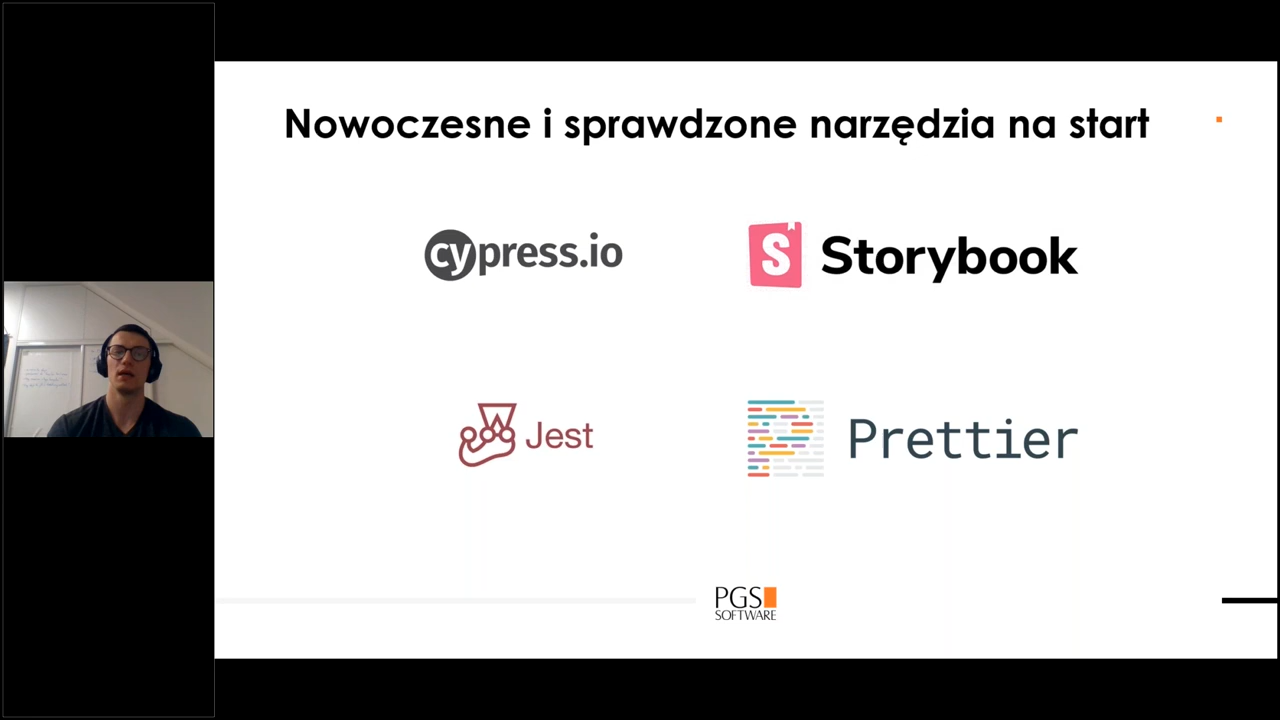 Nowoczesne i sprawdzone narzędzia na start
cypress.io
Storybook
Jest
Prettier
PGS
SOFTWARE